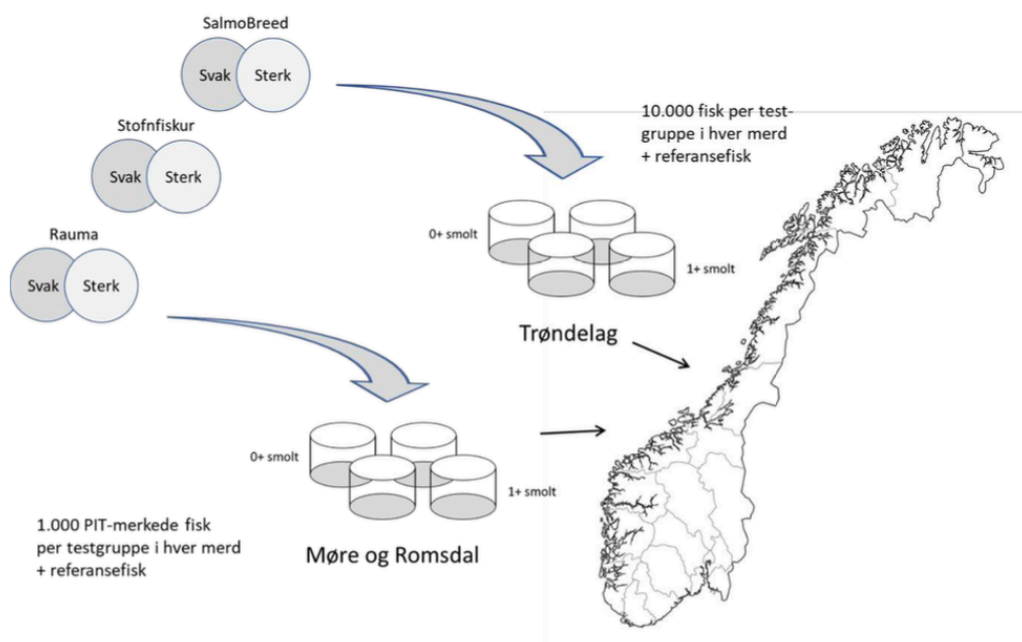 SalmoBreed
Svak
Sterk
Stofnfiskur
Svak
Sterk
Rauma
Svak
Sterk
10.000 fisk per test-
gruppe i hver merd
+ referansefisk
0+ smolt
1+ smolt
Trøndelag
0+ smolt
1+ smolt
Møre og Romsdal
1.000 PIT-merkede fisk
per testgruppe i hver merd
+ referansefisk